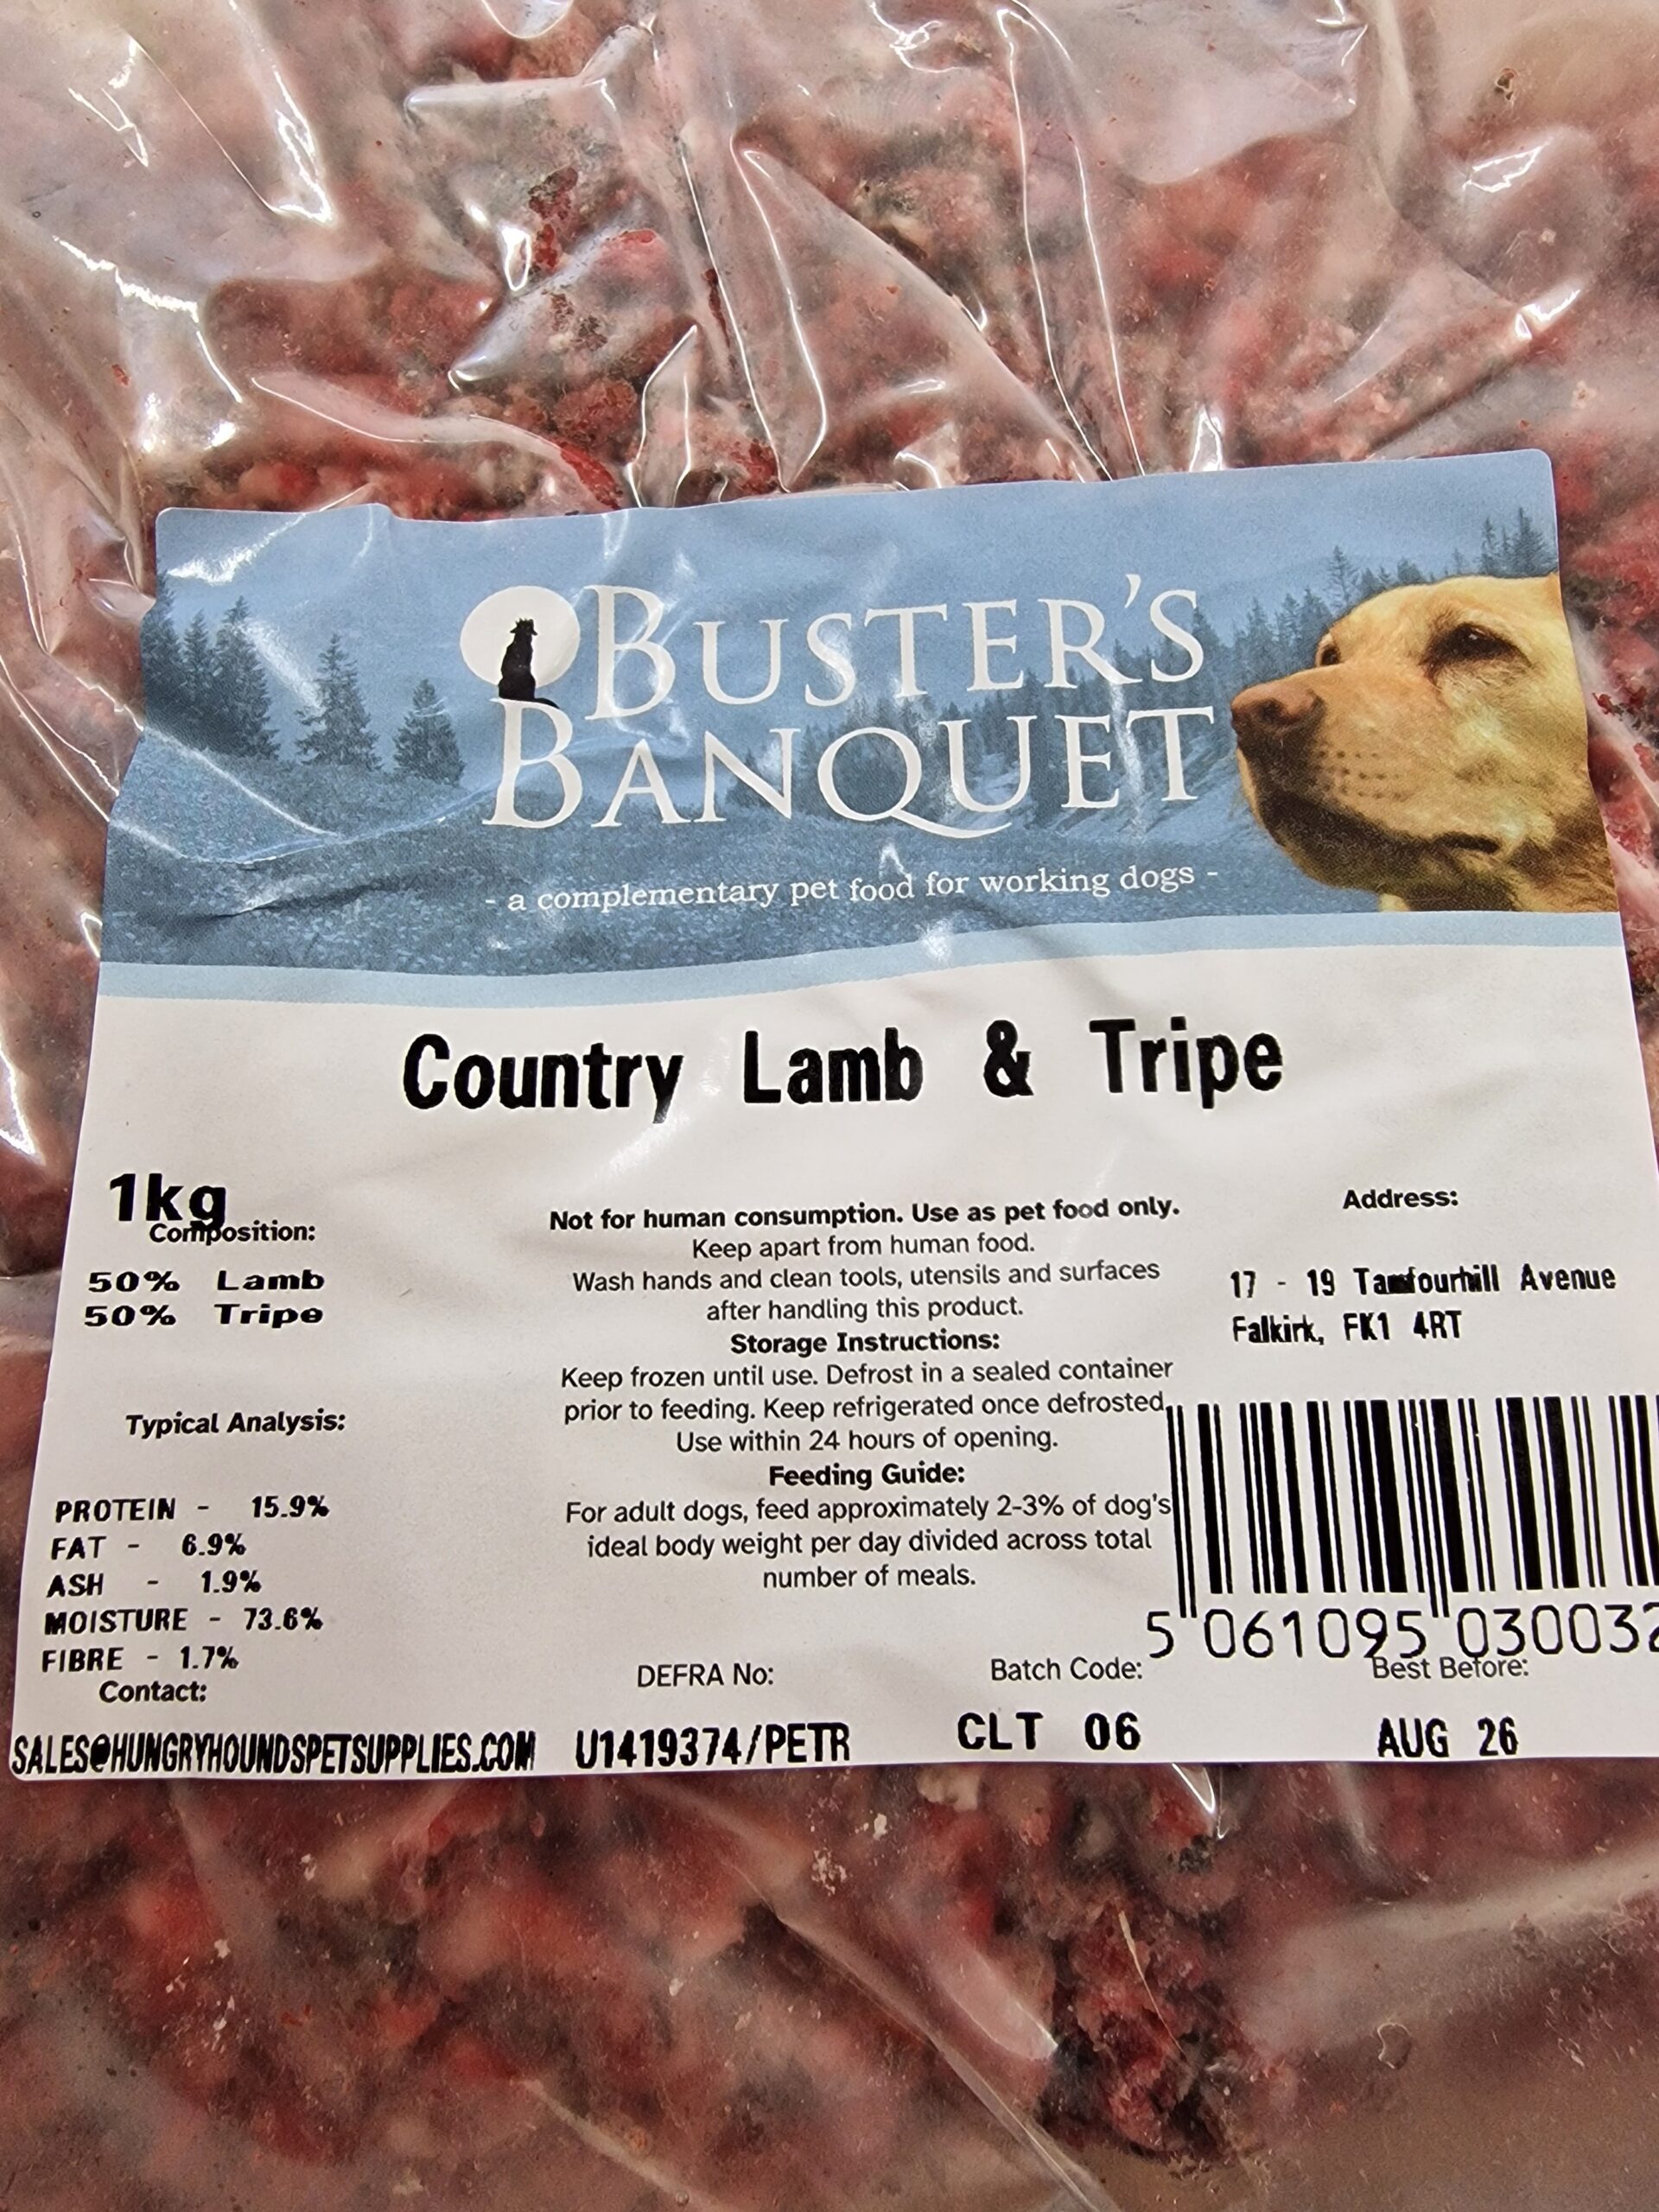 BUSTER'S
BANQUET
- a complementary pet food for working dogs -
Country Lamb & Tripe
1kg
Composition:
50% Lamb
50% Tripe
Typical Analysis:
PROTEIN - 15.9%
FAT - 6.9%
ASH - 1.9%
MOISTURE - 73.6%
FIBRE - 1.7%
Contact:
SALES@HUNGRYHOUNDSPETSUPPLIES.COM
Not for human consumption. Use as pet food only.
Keep apart from human food.
Wash hands and clean tools, utensils and surfaces
after handling this product.
Storage Instructions:
Keep frozen until use. Defrost in a sealed container
prior to feeding. Keep refrigerated once defrosted.
Use within 24 hours of opening.
Feeding Guide:
For adult dogs, feed approximately 2-3% of dog's
ideal body weight per day divided across total
number of meals.
DEFRA No:
U1419374/PETR
Batch Code:
CLT 06
Address:
17 - 19 Tamfourhill Avenue
Falkirk, FK1 4RT
5 061095 030032
Best Before:
AUG 26